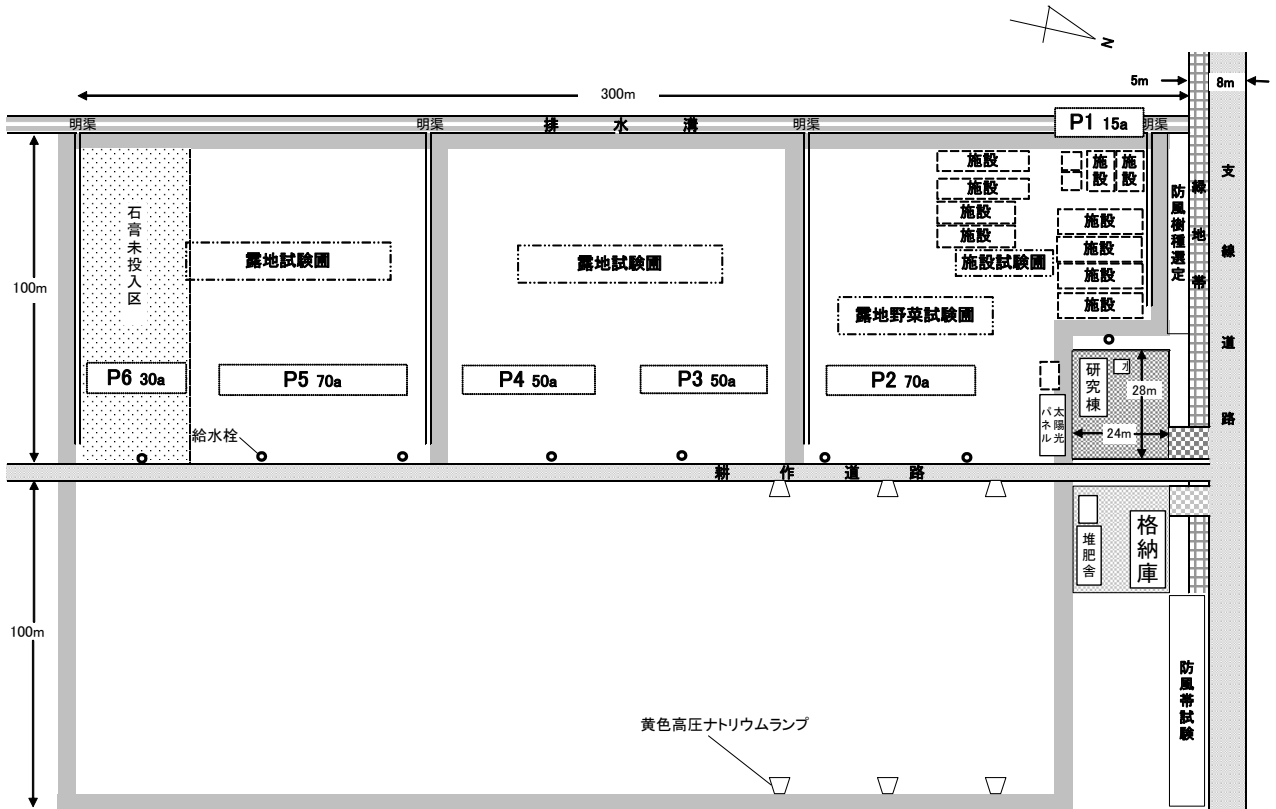 N
5m
8m
300m
明渠
明渠
排水溝
明渠
P1 15a
明渠
施設
施設
施設
施設
施設
施設
施設
施設
施設
施設
防風樹種選定
緑地帯
支線道路
石膏未投入区
露地試験圃
露地試験圃
施設試験圃
露地野菜試験圃
100m
P6 30a
P5 70a
P4 50a
P3 50a
P2 70a
研究棟
28m
24m
太陽光
パネル
給水栓
耕作道路
堆肥舎
格納庫
100m
防風帯試験
黄色高圧ナトリウムランプ